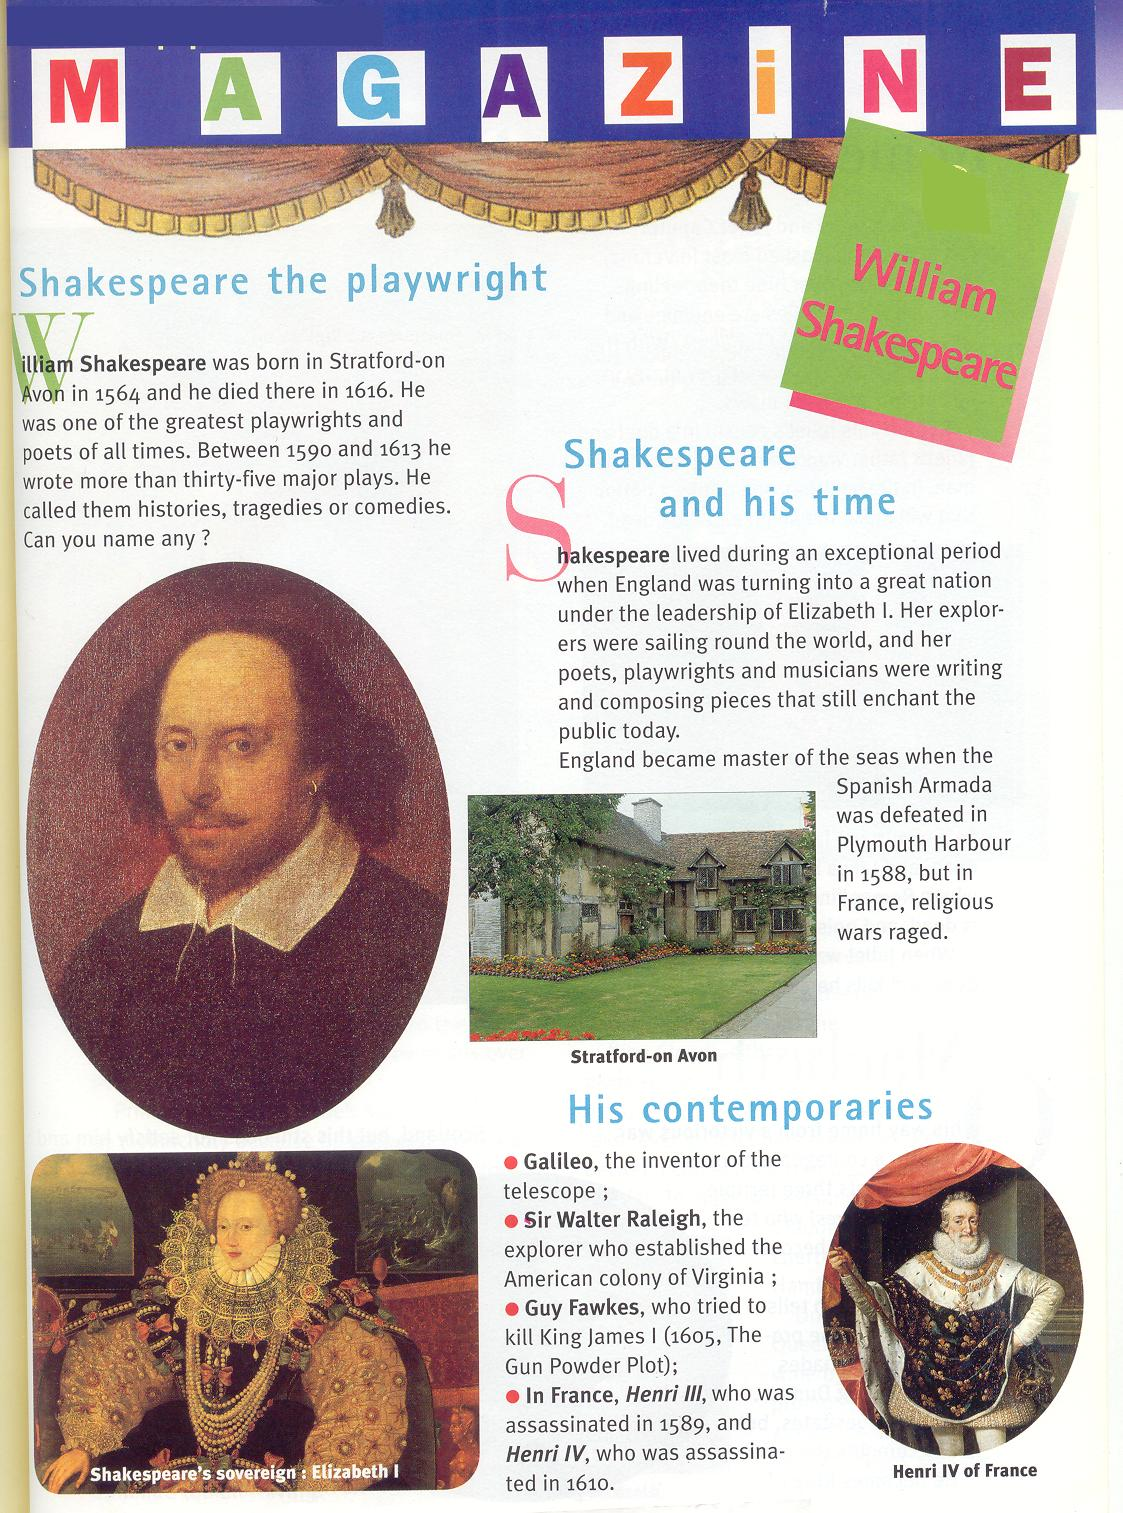 MAGAZiNE
William
Shakespeare
Shakespeare the playwright
William Shakespeare was born in Stratford-on
Avon in 1564 and he died there in 1616. He
was one of the greatest playwrights and
poets of all times. Between 1590 and 1613 he
wrote more than thirty-five major plays. He
called them histories, tragedies or comedies.
Can you name any ?
Shakespeare
and his time
Shakespeare lived during an exceptional period
when England was turning into a great nation
under the leadership of Elizabeth I. Her explor-
ers were sailing round the world, and her
poets, playwrights and musicians were writing
and composing pieces that still enchant the
public today.
England became master of the seas when the
Spanish Armada
was defeated in
Plymouth Harbour
in 1588, but in
France, religious
wars raged.
Stratford-on Avon
His contemporaries
● Galileo, the inventor of the
telescope ;
● Sir Walter Raleigh, the
explorer who established the
American colony of Virginia ;
● Guy Fawkes, who tried to
kill King James I (1605, The
Gun Powder Plot);
● In France, Henri III, who was
assassinated in 1589, and
Henri IV, who was assassina-
ted in 1610.
Shakespeare's sovereign : Elizabeth I
Henri IV of France